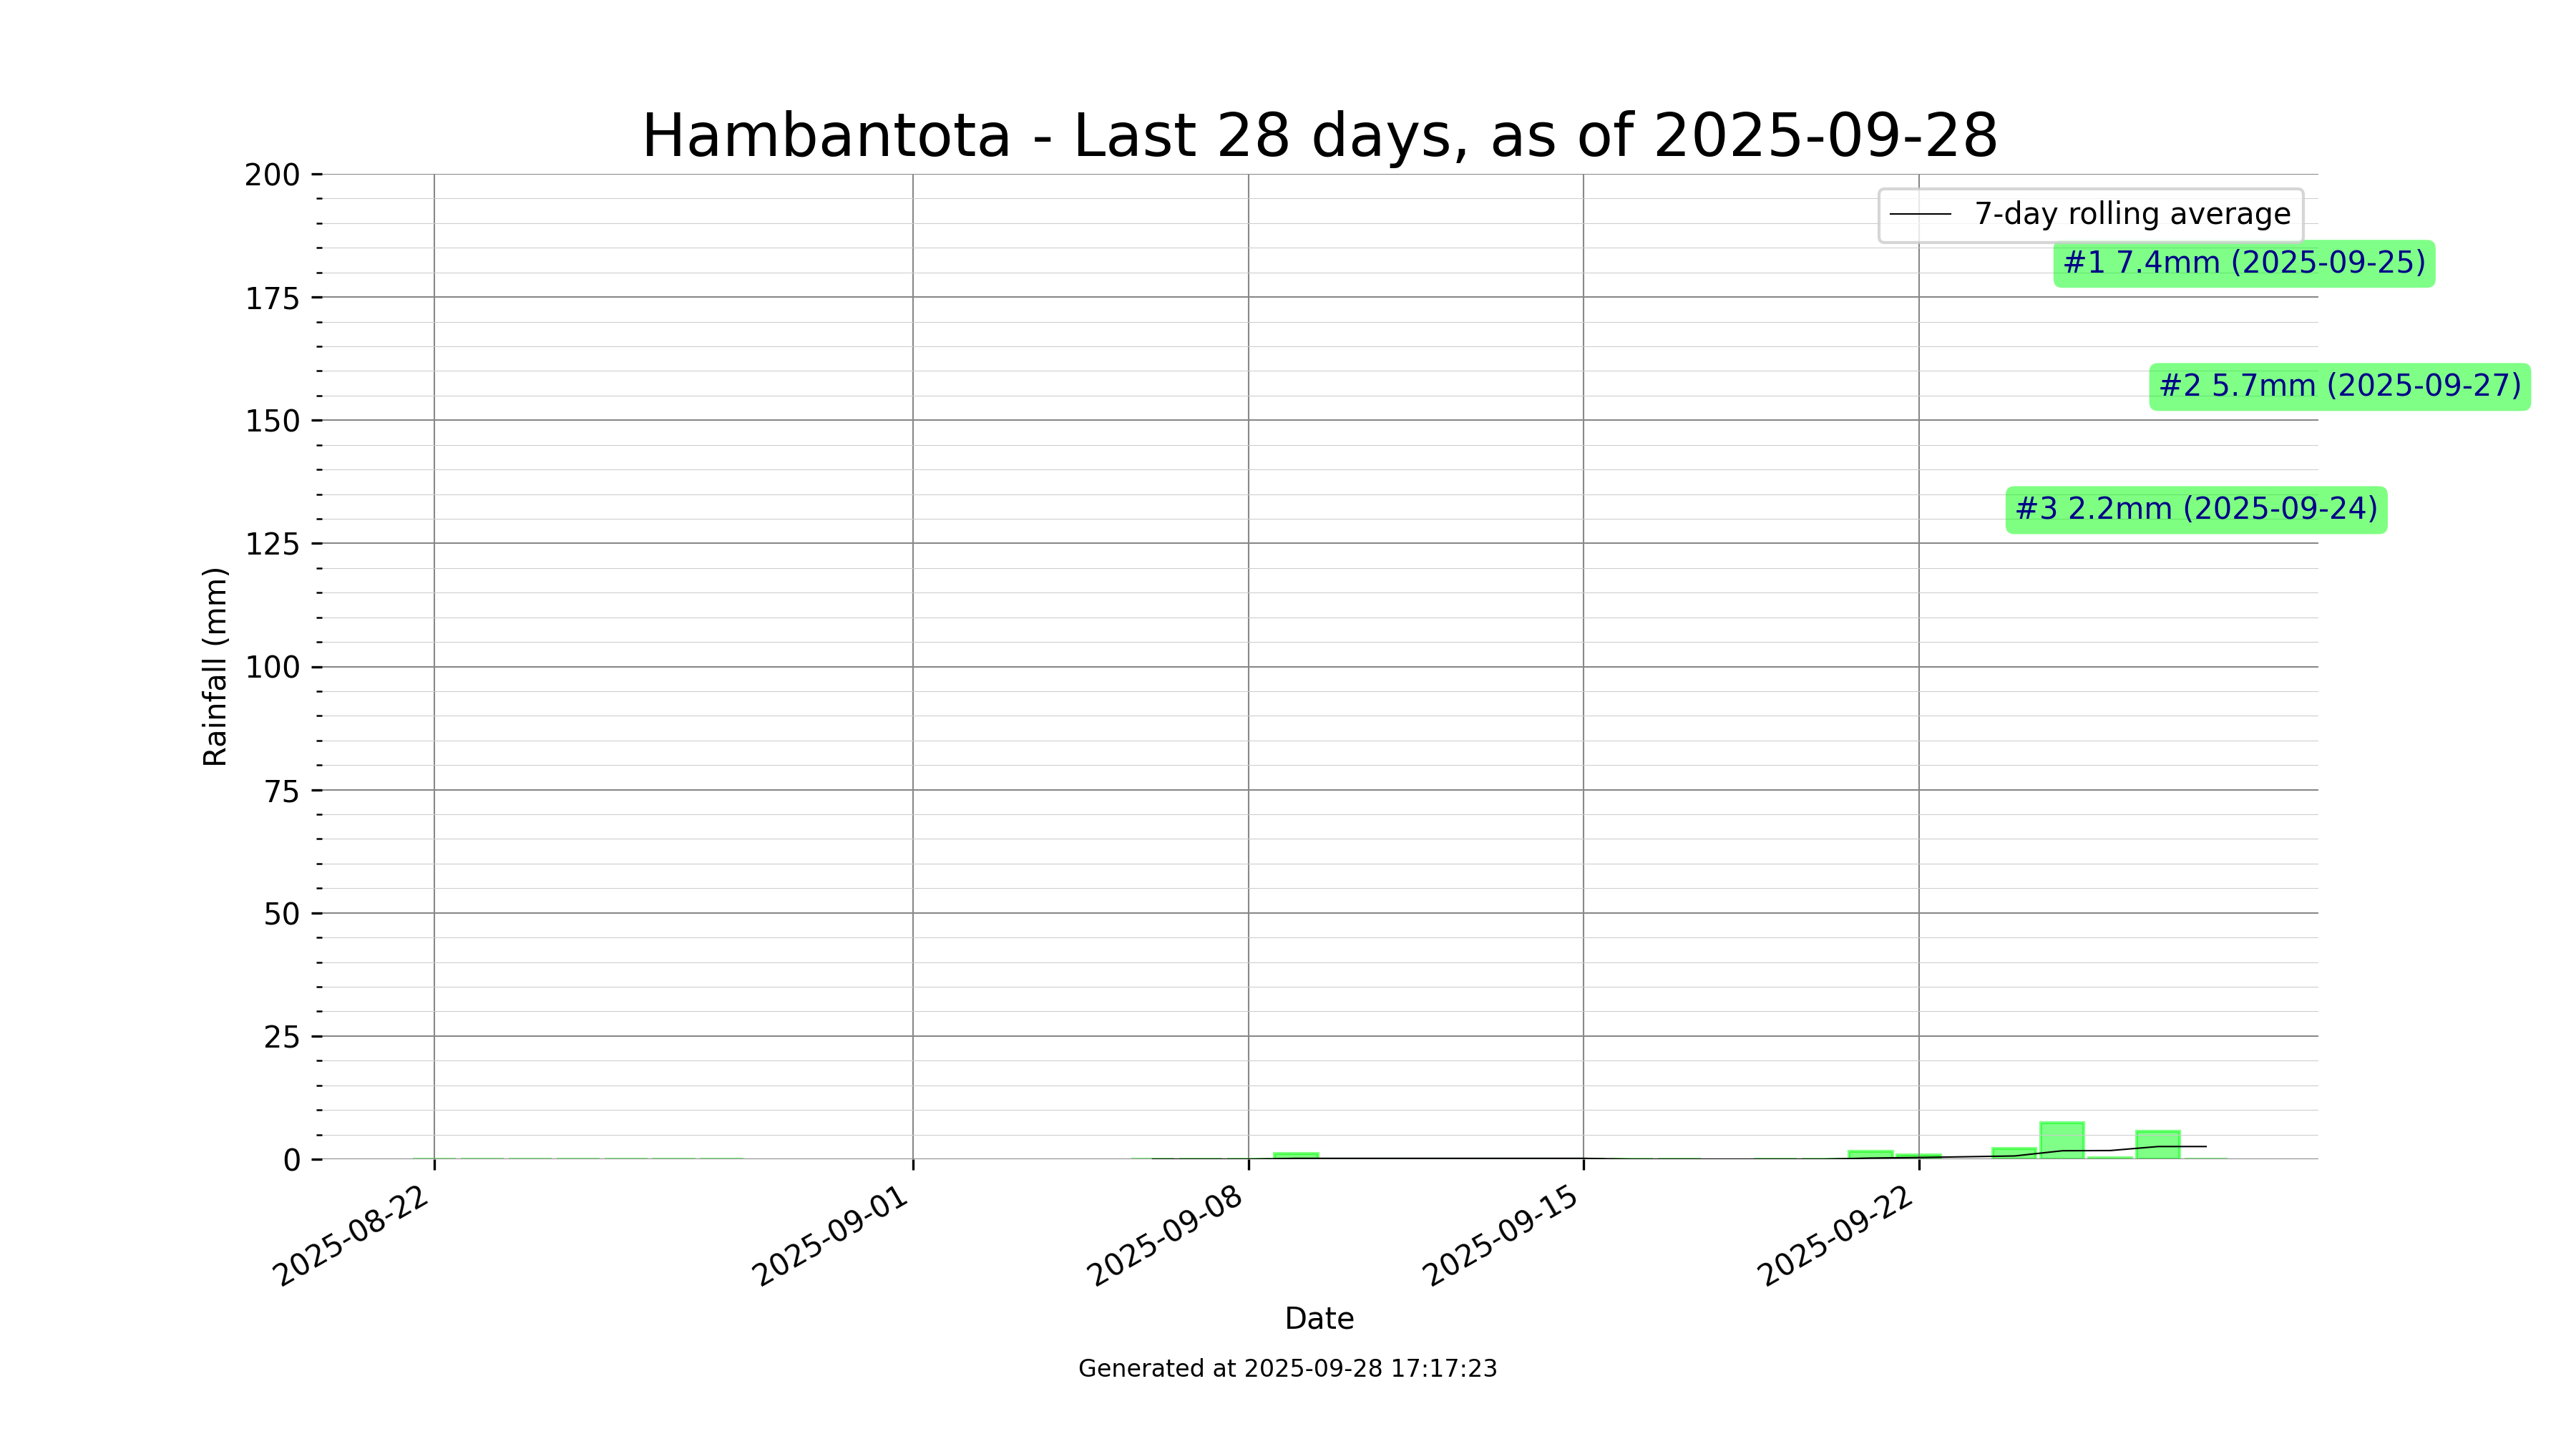 Hambantota - Last 28 days, as of 2025-09-28
200
175
150
125
100
75
50
25
0
Rainfall (mm)
7-day rolling average
#1 7.4mm (2025-09-25)
#2 5.7mm (2025-09-27)
#3 2.2mm (2025-09-24)
2025-08-22
2025-09-01
2025-09-08
2025-09-15
2025-09-22
Date
Generated at 2025-09-28 17:17:23